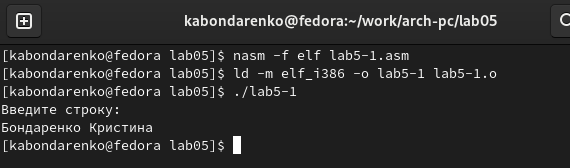 kabondarenko@fedora:~/work/arch-pc/lab05
[kabondarenko@fedora lab05]$ nasm -f elf lab5-1.asm
[kabondarenko@fedora lab05]$ ld -m elf_i386 -o lab5-1 lab5-1.o
[kabondarenko@fedora lab05]$ ./lab5-1
Введите строку:
Бондаренко Кристина
[kabondarenko@fedora lab05]$